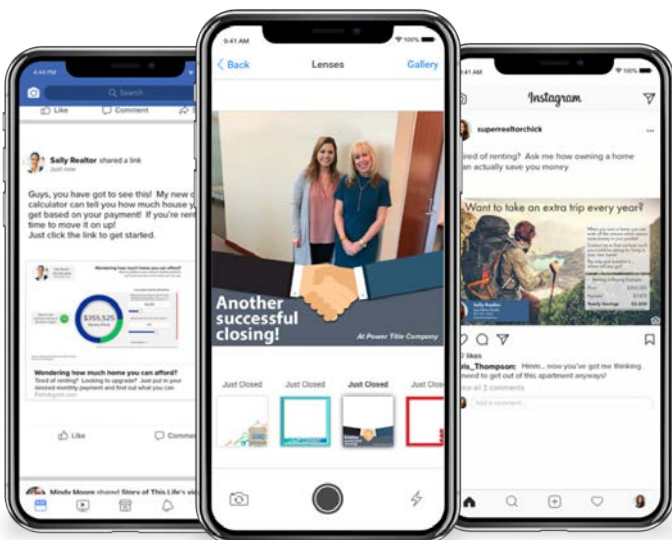 4:44 PM
Search
Like
Comment
Sally Realtor shared a link
Just now
Guys, you have got to see this! My new c
calculator can tell you how much house y
get based on your payment! If you're rent
time to move it on up!
Just click the link to get started.
Wondering how much home you can afford?
$355,525
Wondering how much home you can afford?
Tired of renting? Looking to upgrade? Just put in your
desired monthly payment and find out what you can
Like
Comme
Mindy Moore shared Story of This Life's vid
9:41 AM
100%
Back
Lenses
Gallery
Another
successful
closing!
At Power Title Company
Just Closed
Just Closed
Just Closed
Just Clos
:41 AM
100%
Instagram
superrealtorchick
ired of renting? Ask me how owning a home
an actually save you money
Want to take an extra trip every year?
Sally Realtor
Yearly Savings
likes
ris_Thompson: Hmm... now you've got me thinking.
need to get out of this apartment anyways!
ee all 2 comments
Add a comment...